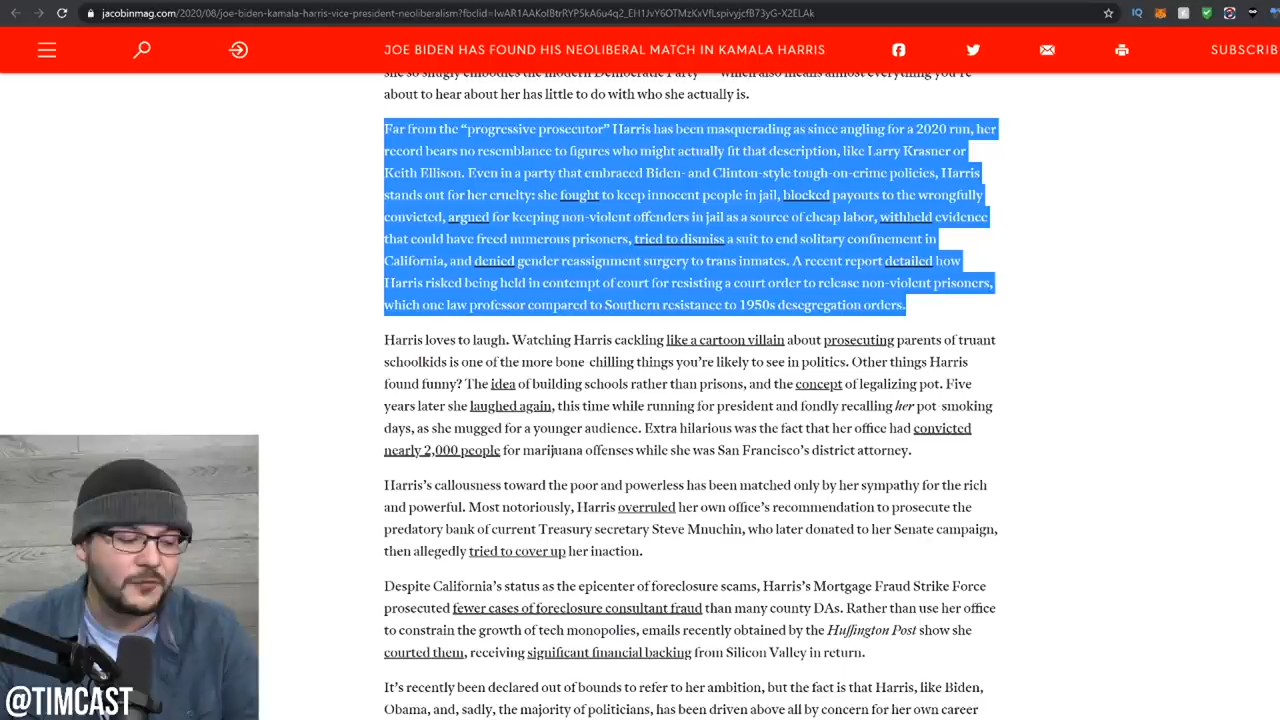 jacobinmag.com/2020/08/joe-biden-kamala-harris-vice-president-neoliberalism?fbclid=IwAR1AAKolBtrRYP5kA6u4q2_EH1JvY6OTMzKxVfLspivyjcfB73yG-X2ELAk
JOE BIDEN HAS FOUND HIS NEOLIBERAL MATCH IN KAMALA HARRIS
SUBSCRIB
she so snugly embodies the modern Democratic Party — which also means almost everything you're
about to hear about her has little to do with who she actually is.
Far from the “progressive prosecutor” Harris has been masquerading as since angling for a 2020 run, her
record bears no resemblance to figures who might actually fit that description, like Larry Krasner or
Keith Ellison. Even in a party that embraced Biden- and Clinton-style tough-on-crime policies, Harris
stands out for her cruelty: she fought to keep innocent people in jail, blocked payouts to the wrongfully
convicted, argued for keeping non-violent offenders in jail as a source of cheap labor, withheld evidence
that could have freed numerous prisoners, tried to dismiss a suit to end solitary confinement in
California, and denied gender reassignment surgery to trans inmates. A recent report detailed how
Harris risked being held in contempt of court for resisting a court order to release non-violent prisoners,
which one law professor compared to Southern resistance to 1950s desegregation orders.
Harris loves to laugh. Watching Harris cackling like a cartoon villain about prosecuting parents of truant
schoolkids is one of the more bone-chilling things you’re likely to see in politics. Other things Harris
found funny? The idea of building schools rather than prisons, and the concept of legalizing pot. Five
years later she laughed again, this time while running for president and fondly recalling her pot-smoking
days, as she mugged for a younger audience. Extra hilarious was the fact that her office had convicted
nearly 2,000 people for marijuana offenses while she was San Francisco’s district attorney.
Harris’s callousness toward the poor and powerless has been matched only by her sympathy for the rich
and powerful. Most notoriously, Harris overruled her own office’s recommendation to prosecute the
predatory bank of current Treasury secretary Steve Mnuchin, who later donated to her Senate campaign,
then allegedly tried to cover up her inaction.
Despite California’s status as the epicenter of foreclosure scams, Harris’s Mortgage Fraud Strike Force
prosecuted fewer cases of foreclosure consultant fraud than many county DAs. Rather than use her office
to constrain the growth of tech monopolies, emails recently obtained by the Huffington Post show she
courted them, receiving significant financial backing from Silicon Valley in return.
It’s recently been declared out of bounds to refer to her ambition, but the fact is that Harris, like Biden,
Obama, and, sadly, the majority of politicians, has been driven above all by concern for her own career
@TIMCAST